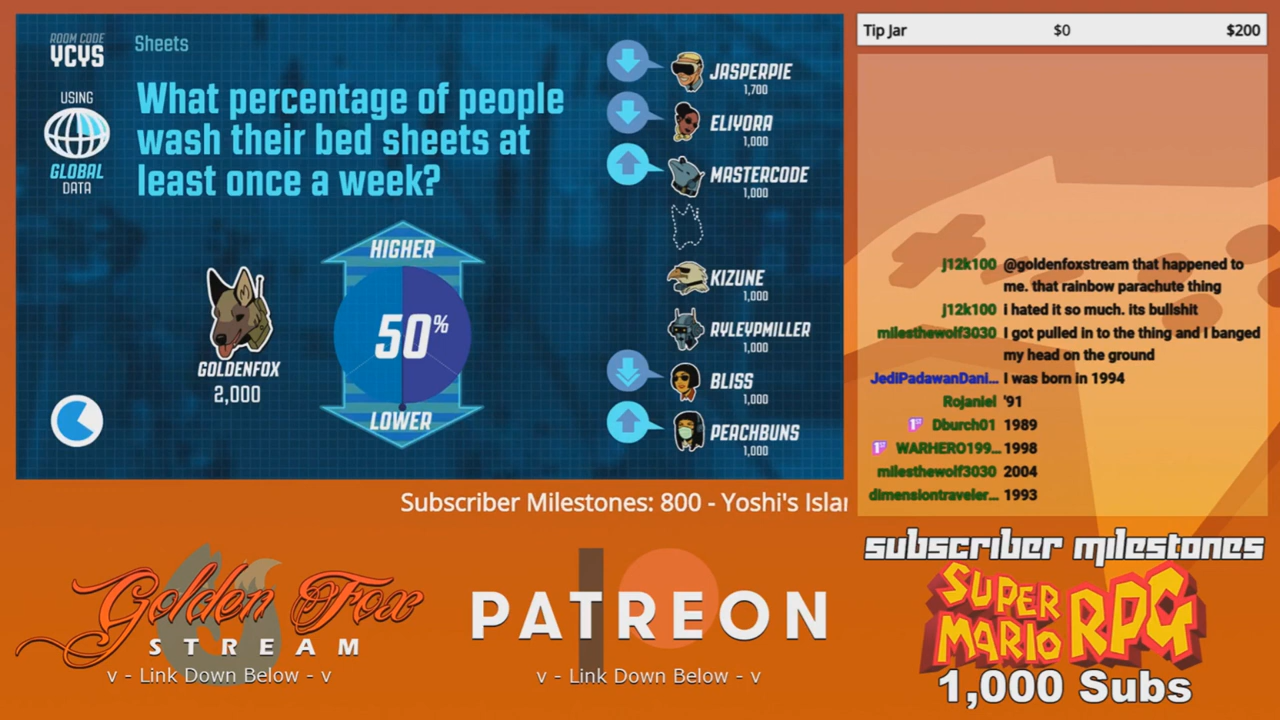 ROOM CODE
YCYS
USING
GLOBAL
DATA
Sheets
What percentage of people
wash their bed sheets at
least once a week?
HIGHER
50%
LOWER
GOLDENFOX
2,000
JASPERPIE
1,700
ELIYORA
1,000
MASTERCODE
1,000
KIZUNE
1,000
RYLEYPMILLER
1,000
BLISS
1,000
PEACHBUNS
1,000
Tip Jar $0 $200
j12k100 @goldenfoxstream that happened to
me. that rainbow parachute thing
j12k100 i hated it so much. its bullshit
milesthewolf3030 I got pulled in to the thing and I banged
my head on the ground
JediPadawanDani... I was born in 1994
Rojaniel '91
Dburch01 1989
WARHERO199... 1998
milesthewolf3030 2004
dimensiontraveler... 1993
Subscriber Milestones: 800 - Yoshi's Islan
Golden Fox
STREAM
v - Link Down Below - v
PATREON
v - Link Down Below - v
subscriber milestones
SUPER
MARIO RPG
1,000 Subs